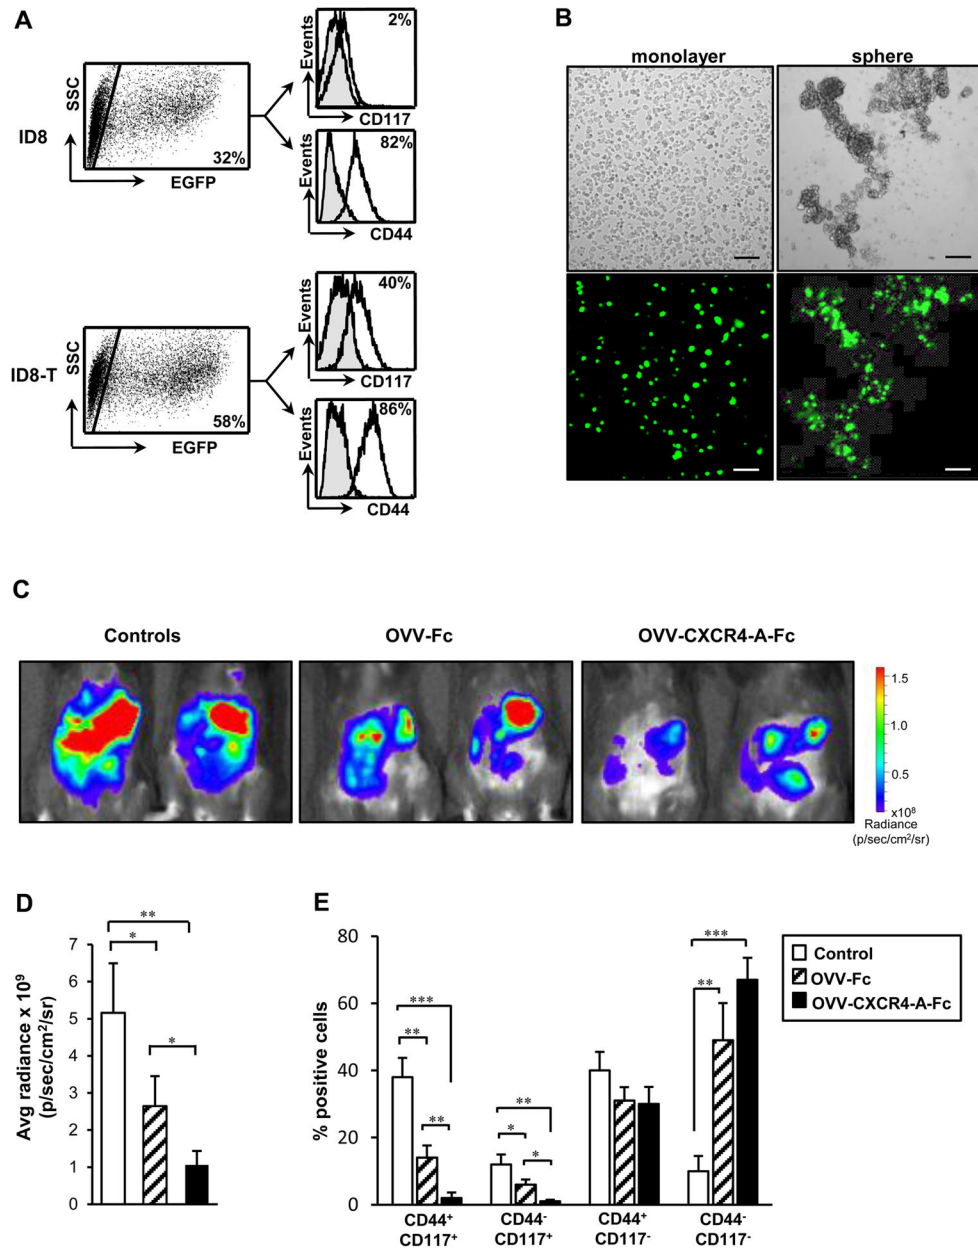 A
ID8
SSC
32%
EGFP
Events
2%
CD117
Events
82%
CD44
ID8-T
SSC
58%
EGFP
Events
40%
CD117
Events
86%
CD44
B
monolayer
sphere
C
Controls
OVV-Fc
OVV-CXCR4-A-Fc
1.5
1.0
0.5
x10⁸
Radiance
(p/sec/cm²/sr)
D
Avg radiance x 10⁹
(p/sec/cm²/sr)
7
6
5
4
3
2
1
0
**
*
*
E
% positive cells
80
60
40
20
0
***
**
**
**
*
*
***
**
CD44⁺
CD117⁺
CD44⁻
CD117⁺
CD44⁺
CD117⁻
CD44⁻
CD117⁻
Control
OVV-Fc
OVV-CXCR4-A-Fc